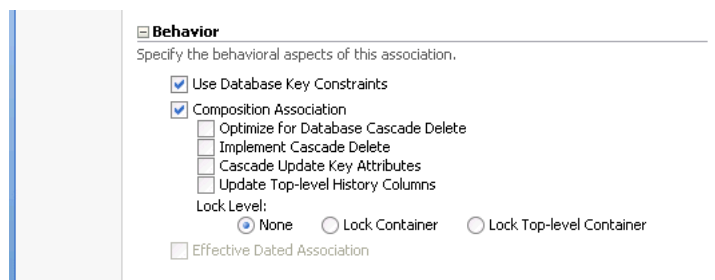 Behavior
Specify the behavioral aspects of this association.
Use Database Key Constraints
Composition Association
Optimize for Database Cascade Delete
Implement Cascade Delete
Cascade Update Key Attributes
Update Top-level History Columns
Lock Level:
None Lock Container Lock Top-level Container
Effective Dated Association